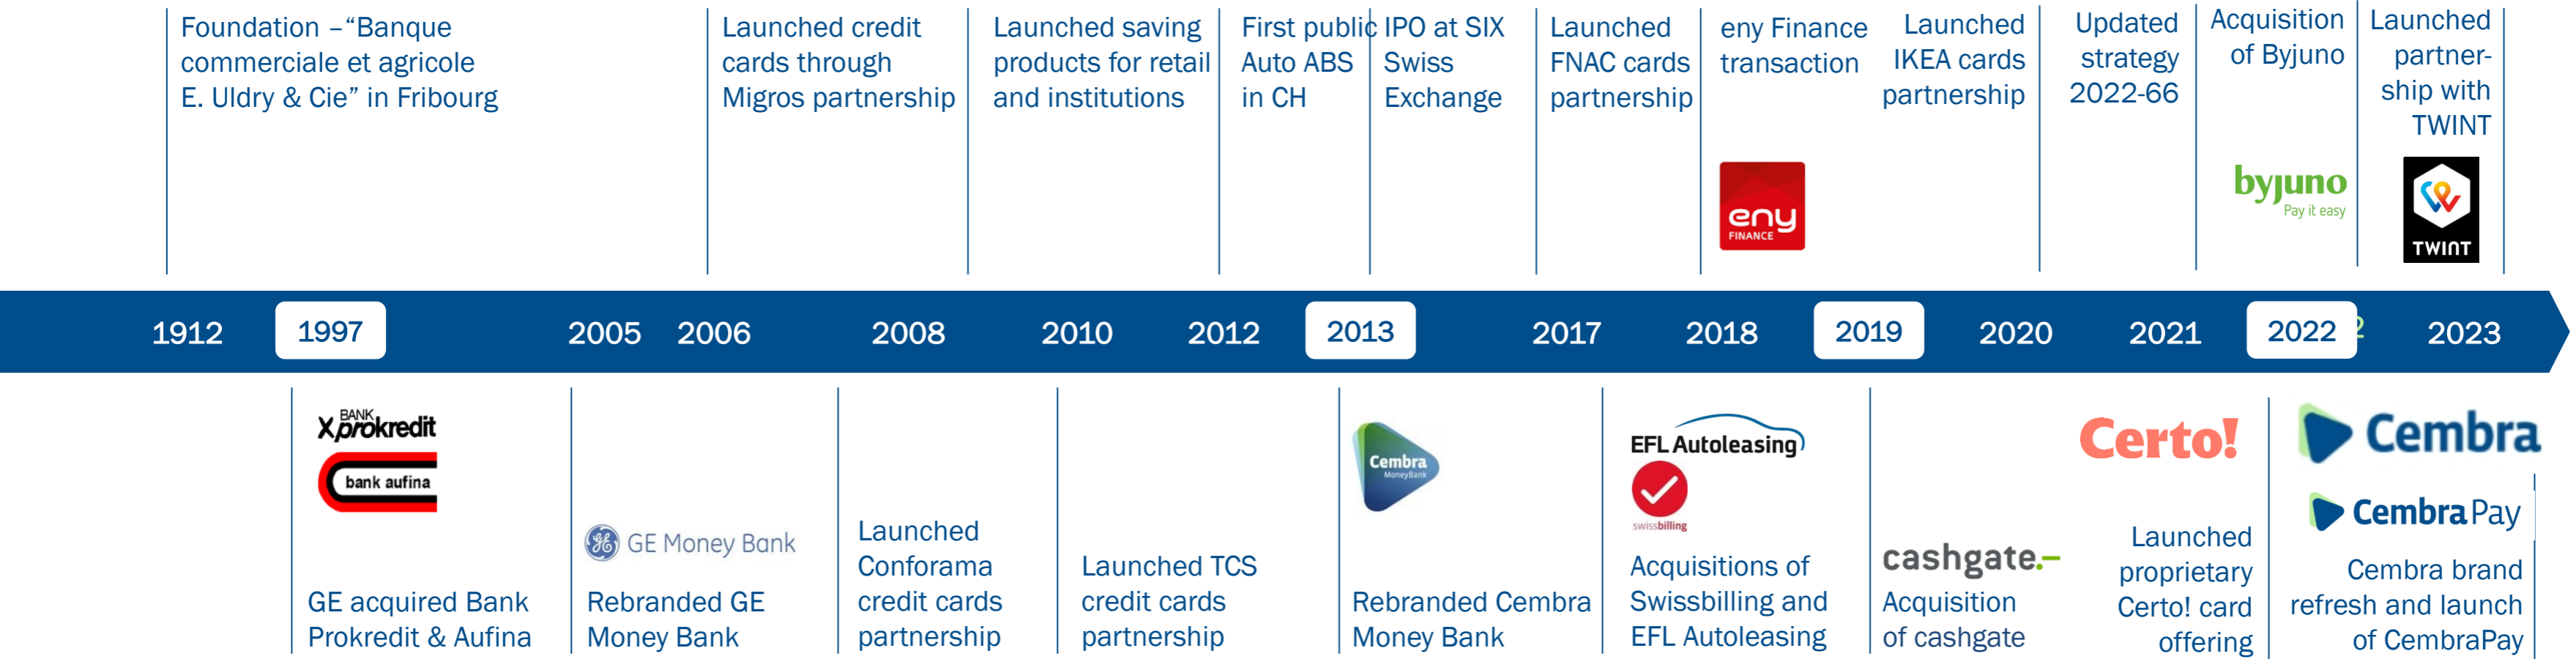 Foundation –“Banque
commerciale et agricole
E. Uldry & Cie” in Fribourg
Launched credit
cards through
Migros partnership
Launched saving
products for retail
and institutions
First public
Auto ABS
in CH
IPO at SIX
Swiss
Exchange
Launched
FNAC cards
partnership
eny Finance
transaction
eny
FINANCE
Launched
IKEA cards
partnership
Updated
strategy
2022-66
Acquisition
of Byjuno
byjuno
Pay it easy
Launched
partner-
ship with
TWINT
TWINT
1912
1997
2005
2006
2008
2010
2012
2013
2017
2018
2019
2020
2021
2022
2
2023
BANK
Xprokredit
bank aufina
GE acquired Bank
Prokredit & Aufina
GE
GE Money Bank
Rebranded GE
Money Bank
Launched
Conforama
credit cards
partnership
Launched TCS
credit cards
partnership
Cembra
MoneyBank
Rebranded Cembra
Money Bank
EFL Autoleasing
swissbilling
Acquisitions of
Swissbilling and
EFL Autoleasing
cashgate.–
Acquisition
of cashgate
Certo!
Launched
proprietary
Certo! card
offering
Cembra
CembraPay
Cembra brand
refresh and launch
of CembraPay